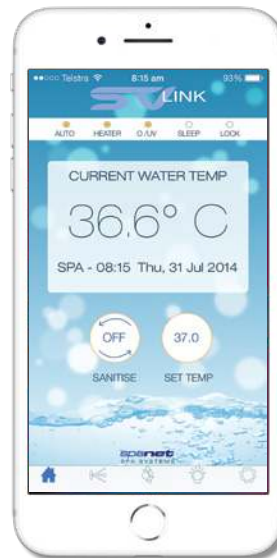 Telstra 8:15 am 93%
SV LINK
AUTO HEATER O3/UV SLEEP LOCK
CURRENT WATER TEMP
36.6° C
SPA - 08:15 Thu, 31 Jul 2014
OFF 37.0
SANITISE SET TEMP
spanet
SPA SYSTEMS